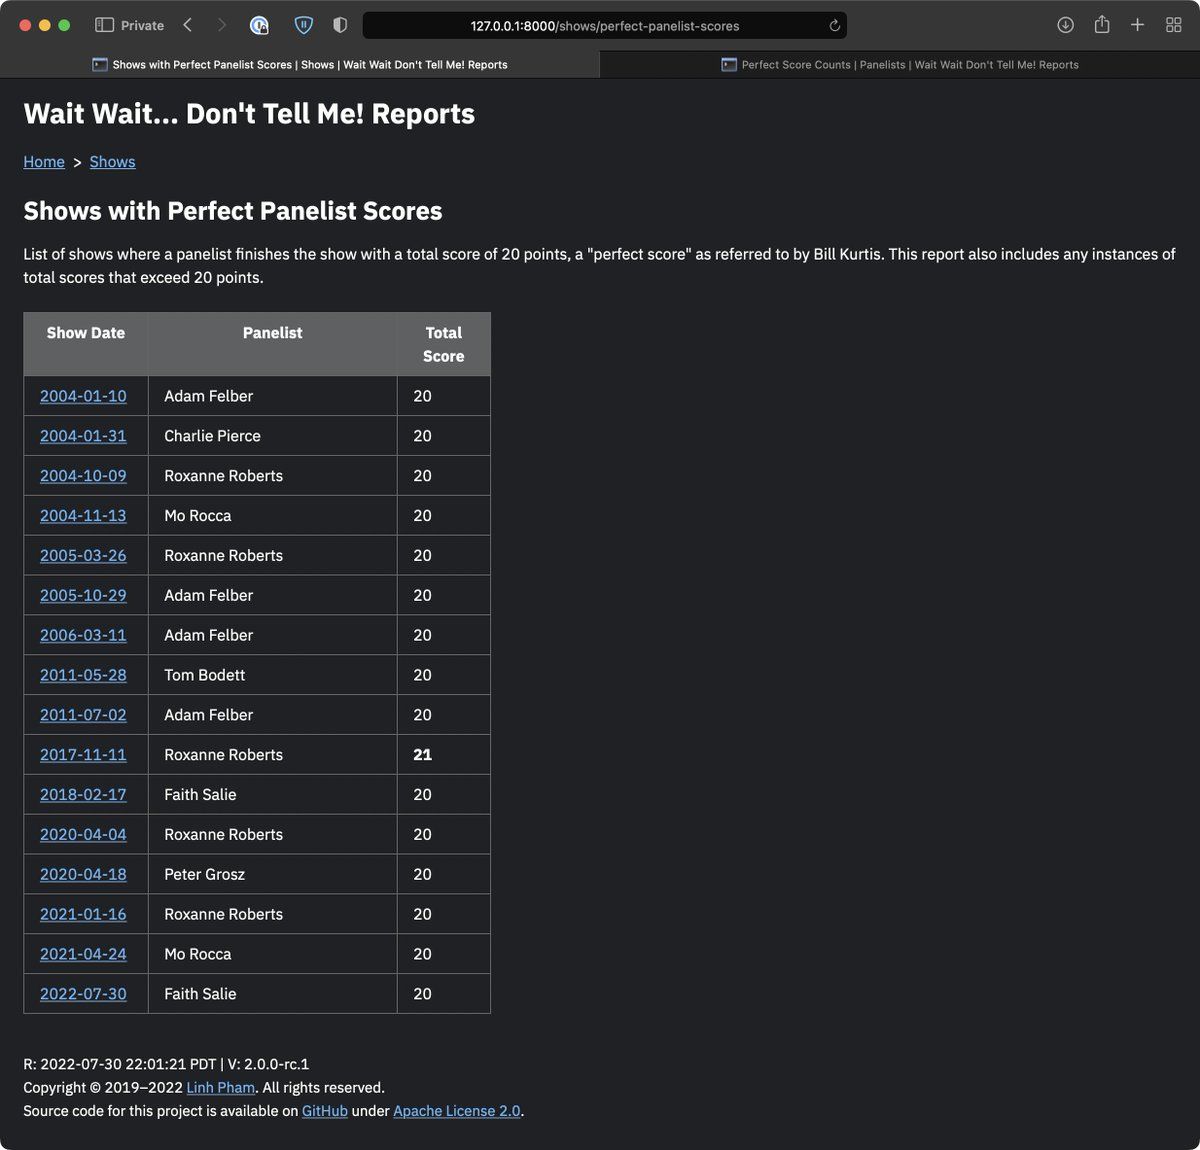 Private
127.0.0.1:8000/shows/perfect-panelist-scores
Shows with Perfect Panelist Scores | Shows | Wait Wait Don't Tell Me! Reports
Perfect Score Counts | Panelists | Wait Wait Don't Tell Me! Reports
Wait Wait... Don't Tell Me! Reports
Home > Shows
Shows with Perfect Panelist Scores
List of shows where a panelist finishes the show with a total score of 20 points, a "perfect score" as referred to by Bill Kurtis. This report also includes any instances of
total scores that exceed 20 points.
Show Date Panelist Total
Score
2004-01-10 Adam Felber 20
2004-01-31 Charlie Pierce 20
2004-10-09 Roxanne Roberts 20
2004-11-13 Mo Rocca 20
2005-03-26 Roxanne Roberts 20
2005-10-29 Adam Felber 20
2006-03-11 Adam Felber 20
2011-05-28 Tom Bodett 20
2011-07-02 Adam Felber 20
2017-11-11 Roxanne Roberts 21
2018-02-17 Faith Salie 20
2020-04-04 Roxanne Roberts 20
2020-04-18 Peter Grosz 20
2021-01-16 Roxanne Roberts 20
2021-04-24 Mo Rocca 20
2022-07-30 Faith Salie 20
R: 2022-07-30 22:01:21 PDT | V: 2.0.0-rc.1
Copyright © 2019–2022 Linh Pham. All rights reserved.
Source code for this project is available on GitHub under Apache License 2.0.